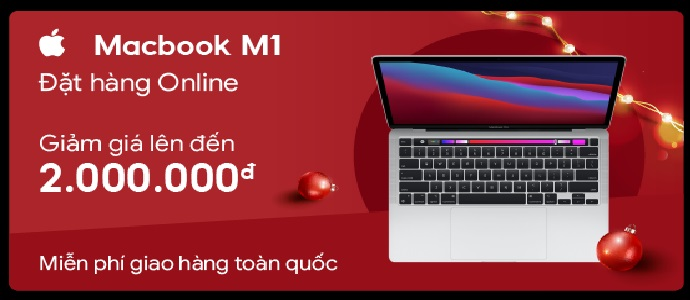 Macbook M1
Đặt hàng Online
Giảm giá lên đến
2.000.000đ
Miễn phí giao hàng toàn quốc